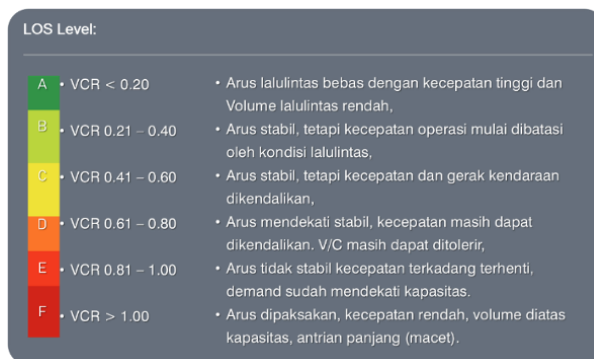 LOS Level:
A • VCR < 0.20 • Arus lalulintas bebas dengan kecepatan tinggi dan
Volume lalulintas rendah,
B • VCR 0.21 – 0.40 • Arus stabil, tetapi kecepatan operasi mulai dibatasi
oleh kondisi lalulintas,
C • VCR 0.41 – 0.60 • Arus stabil, tetapi kecepatan dan gerak kendaraan
dikendalikan,
D • VCR 0.61 – 0.80 • Arus mendekati stabil, kecepatan masih dapat
dikendalikan. V/C masih dapat ditolerir,
E • VCR 0.81 – 1.00 • Arus tidak stabil kecepatan terkadang terhenti,
demand sudah mendekati kapasitas.
F • VCR > 1.00 • Arus dipaksakan, kecepatan rendah, volume diatas
kapasitas, antrian panjang (macet).